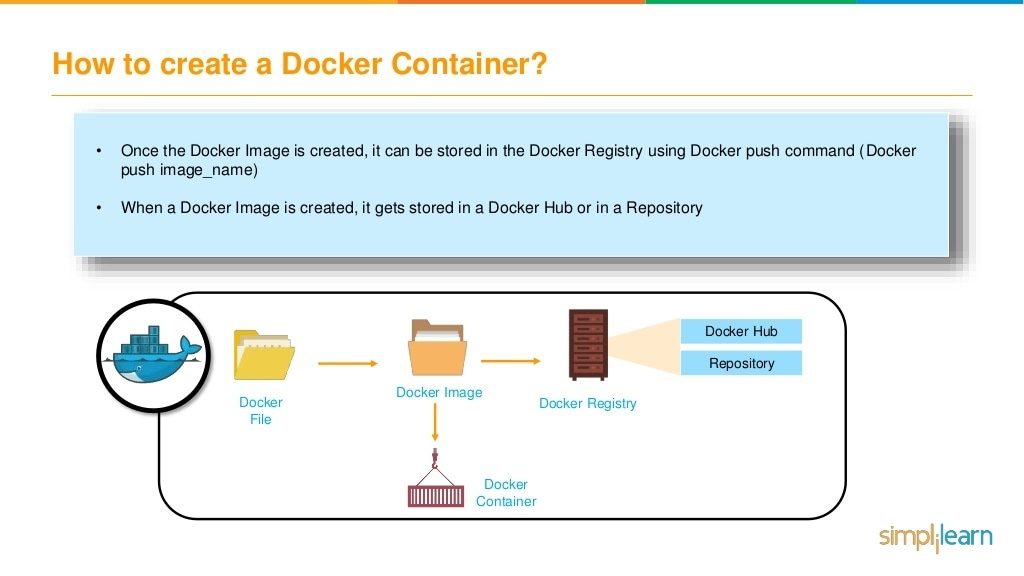 How to create a Docker Container?
• Once the Docker Image is created, it can be stored in the Docker Registry using Docker push command (Docker
push image_name)
• When a Docker Image is created, it gets stored in a Docker Hub or in a Repository
Docker
File
Docker Image
Docker Registry
Docker Hub
Repository
Docker
Container
simplilearn